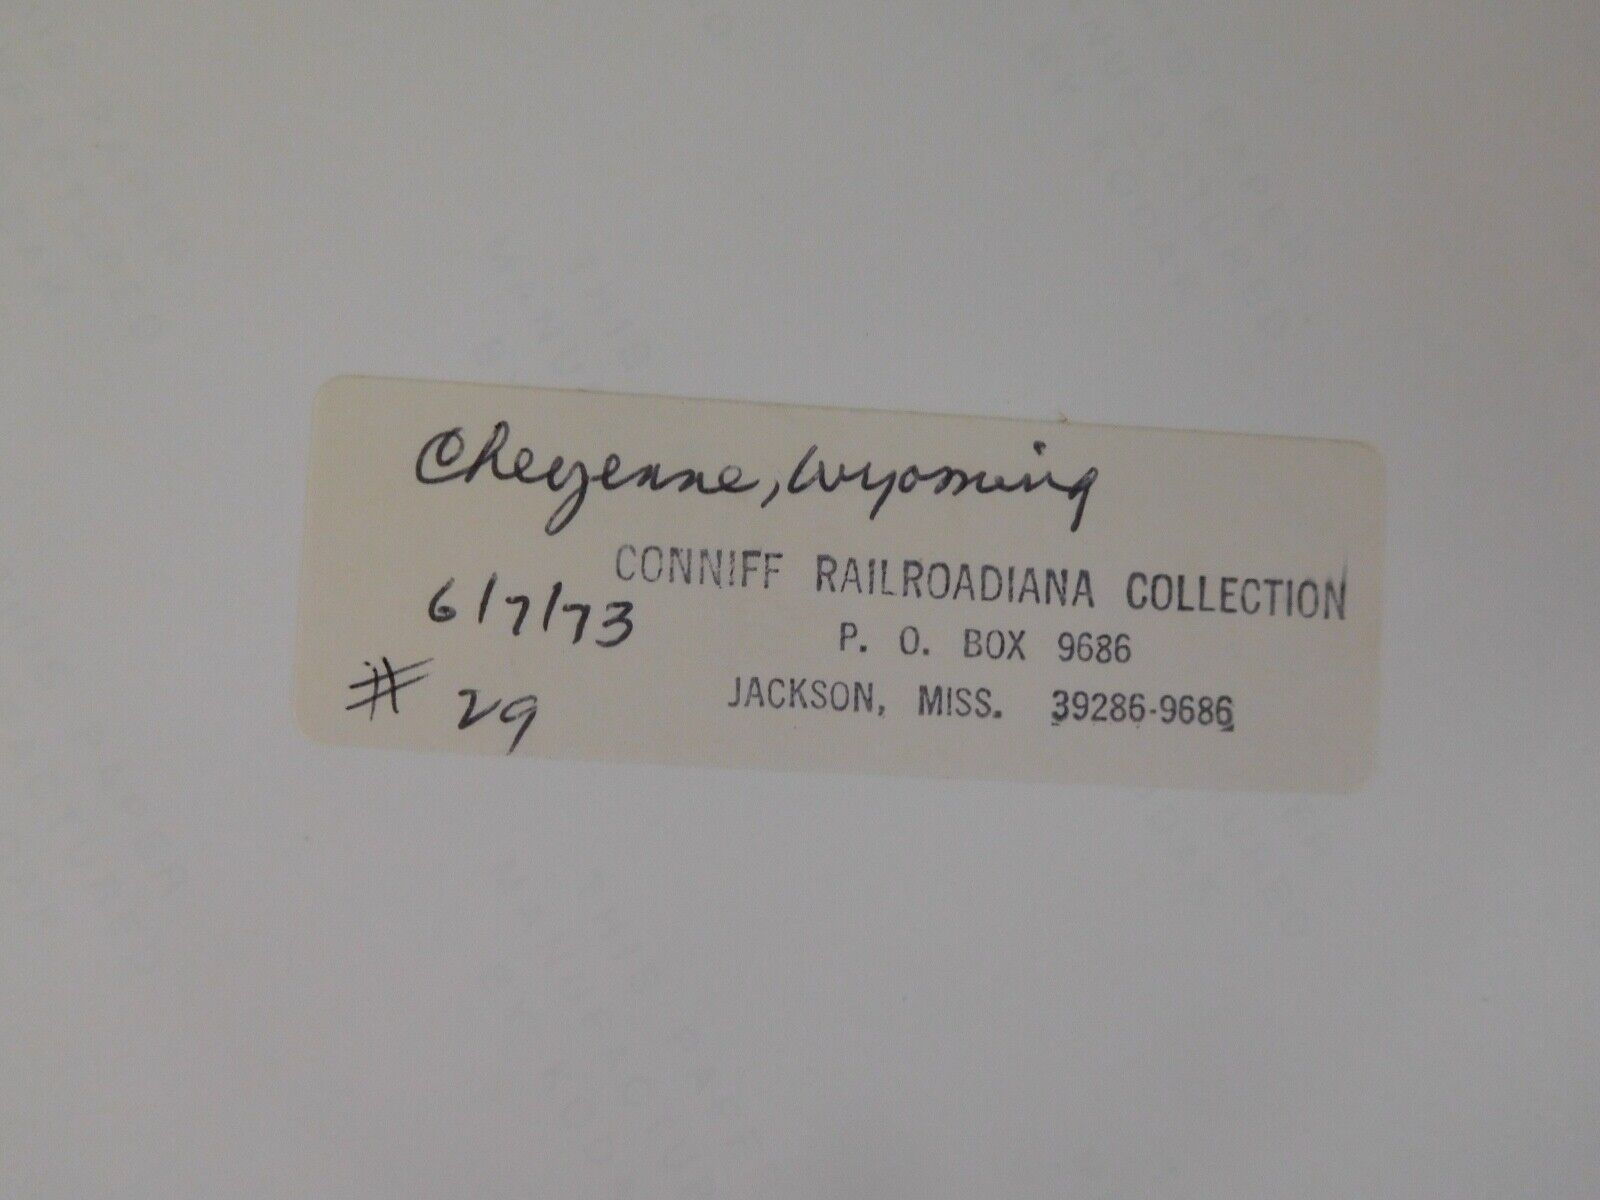 Cheyenne, Wyoming
CONNIFF RAILROADIANA COLLECTION
6/7/73
P. O. BOX 9686
# 29
JACKSON, MISS. 39286-9686